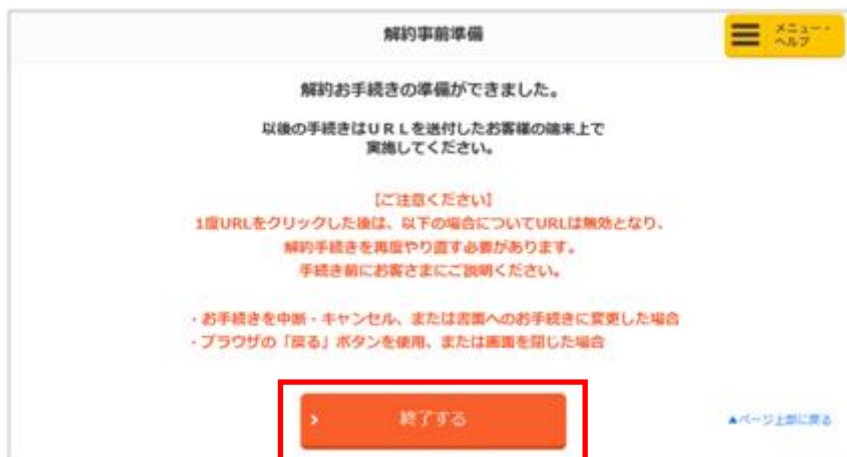 解約事前準備
メニュー・
ヘルプ
解約お手続きの準備ができました。
以後の手続きはＵＲＬを送付したお客様の端末上で
実施してください。
【ご注意ください】
1度URLをクリックした後は、以下の場合についてURLは無効となり、
解約手続きを再度やり直す必要があります。
手続き前にお客さまにご説明ください。
・お手続きを中断・キャンセル、または書面へのお手続きに変更した場合
・ブラウザの「戻る」ボタンを使用、または画面を閉じた場合
終了する
▲ページ上部に戻る